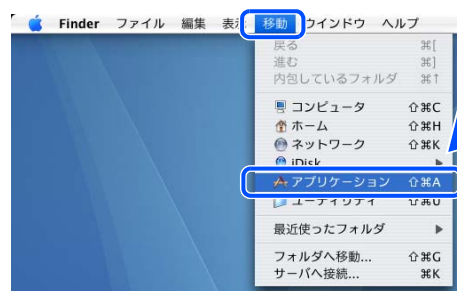 Finder ファイル 編集 表示 移動 ウインドウ ヘルプ
戻る ⌘[
進む ⌘]
内包しているフォルダ ⌘↑
コンピュータ ⇧⌘C
ホーム ⇧⌘H
ネットワーク ⇧⌘K
iDisk
アプリケーション ⇧⌘A
ユーティリティ ⇧⌘U
最近使ったフォルダ
フォルダへ移動... ⇧⌘G
サーバへ接続... ⌘K